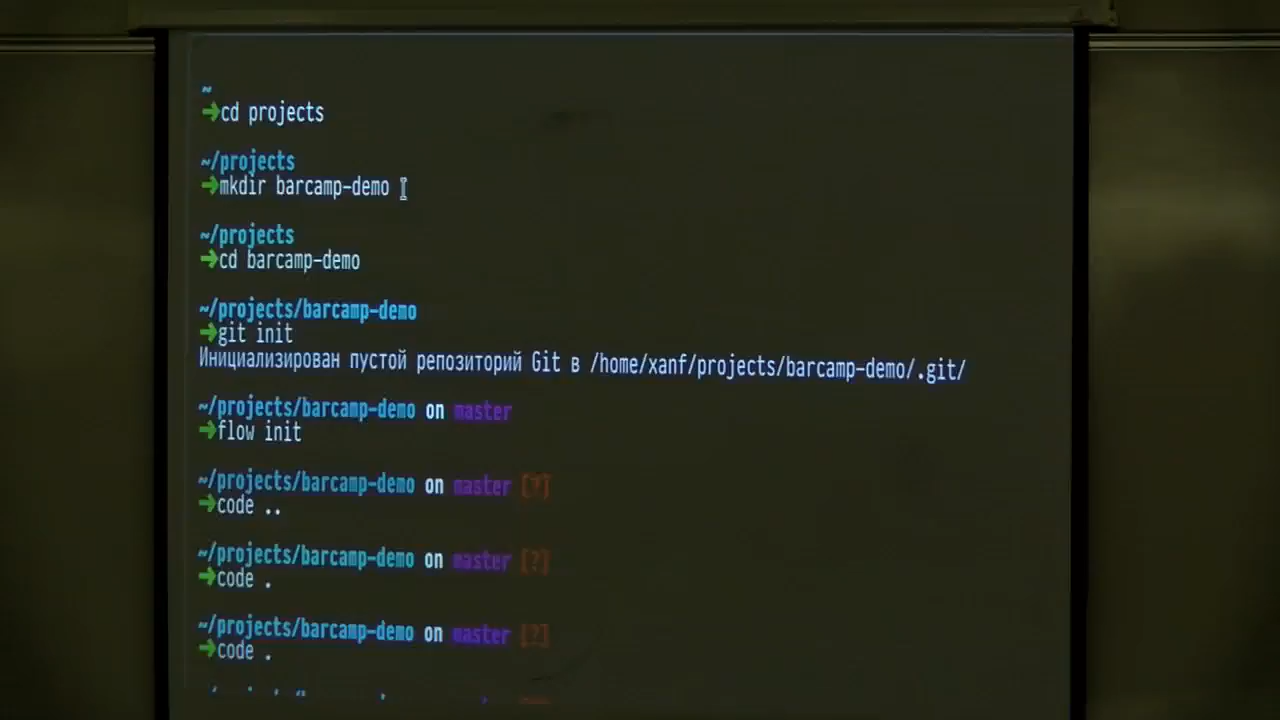 ~
➜cd projects
~/projects
➜mkdir barcamp-demo
~/projects
➜cd barcamp-demo
~/projects/barcamp-demo
➜git init
Инициализирован пустой репозиторий Git в /home/xanf/projects/barcamp-demo/.git/
~/projects/barcamp-demo on master
➜flow init
~/projects/barcamp-demo on master [?]
➜code ..
~/projects/barcamp-demo on master [?]
➜code .
~/projects/barcamp-demo on master [?]
➜code .